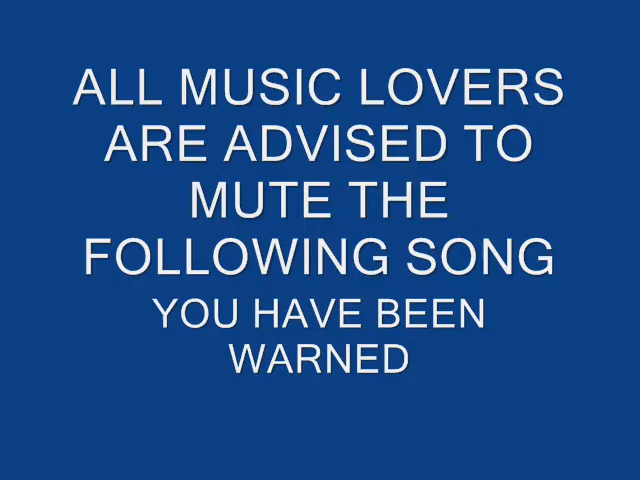 ALL MUSIC LOVERS
ARE ADVISED TO
MUTE THE
FOLLOWING SONG
YOU HAVE BEEN
WARNED